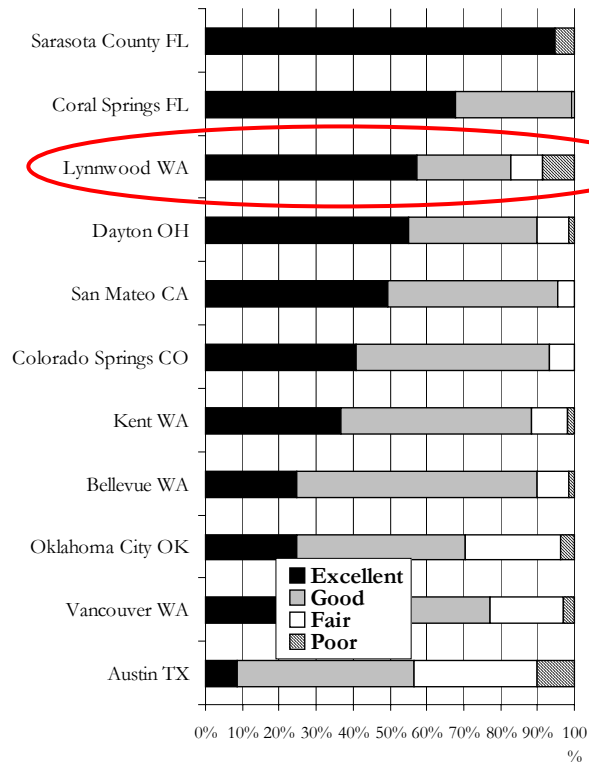 Sarasota County FL
Coral Springs FL
Lynnwood WA
Dayton OH
San Mateo CA
Colorado Springs CO
Kent WA
Bellevue WA
Oklahoma City OK
Excellent
Good
Vancouver WA
Fair
Poor
Austin TX
0% 10% 20% 30% 40% 50% 60% 70% 80% 90% 100
%